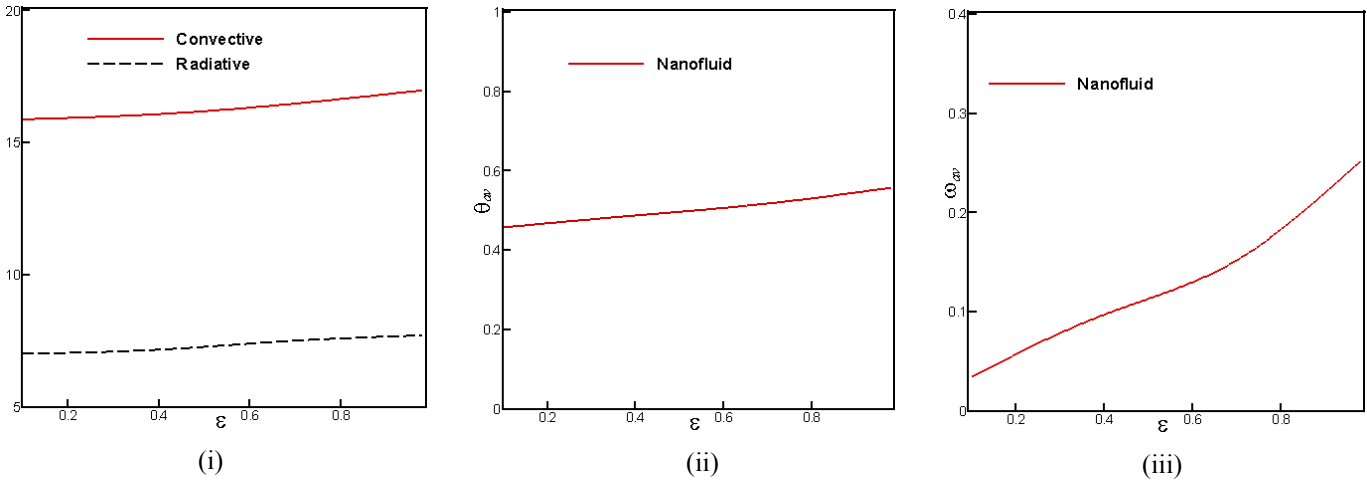 20
15
10
5
Convective
Radiative
0.2 0.4 0.6 0.8
ε
(i)
1
0.8
0.6
0.4
0.2
0
θav
Nanofluid
0.2 0.4 0.6 0.8
ε
(ii)
0.4
0.3
0.2
0.1
0
ωav
Nanofluid
0.2 0.4 0.6 0.8
ε
(iii)